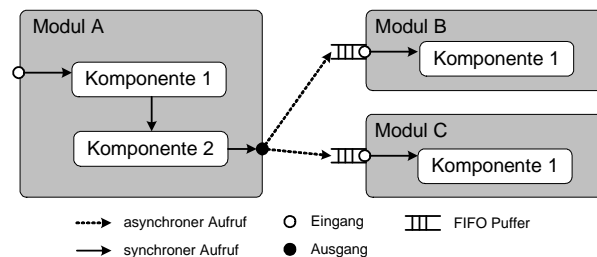 Modul A
Komponente 1
Komponente 2
Modul B
Komponente 1
Modul C
Komponente 1
asynchroner Aufruf
Eingang
FIFO Puffer
synchroner Aufruf
Ausgang